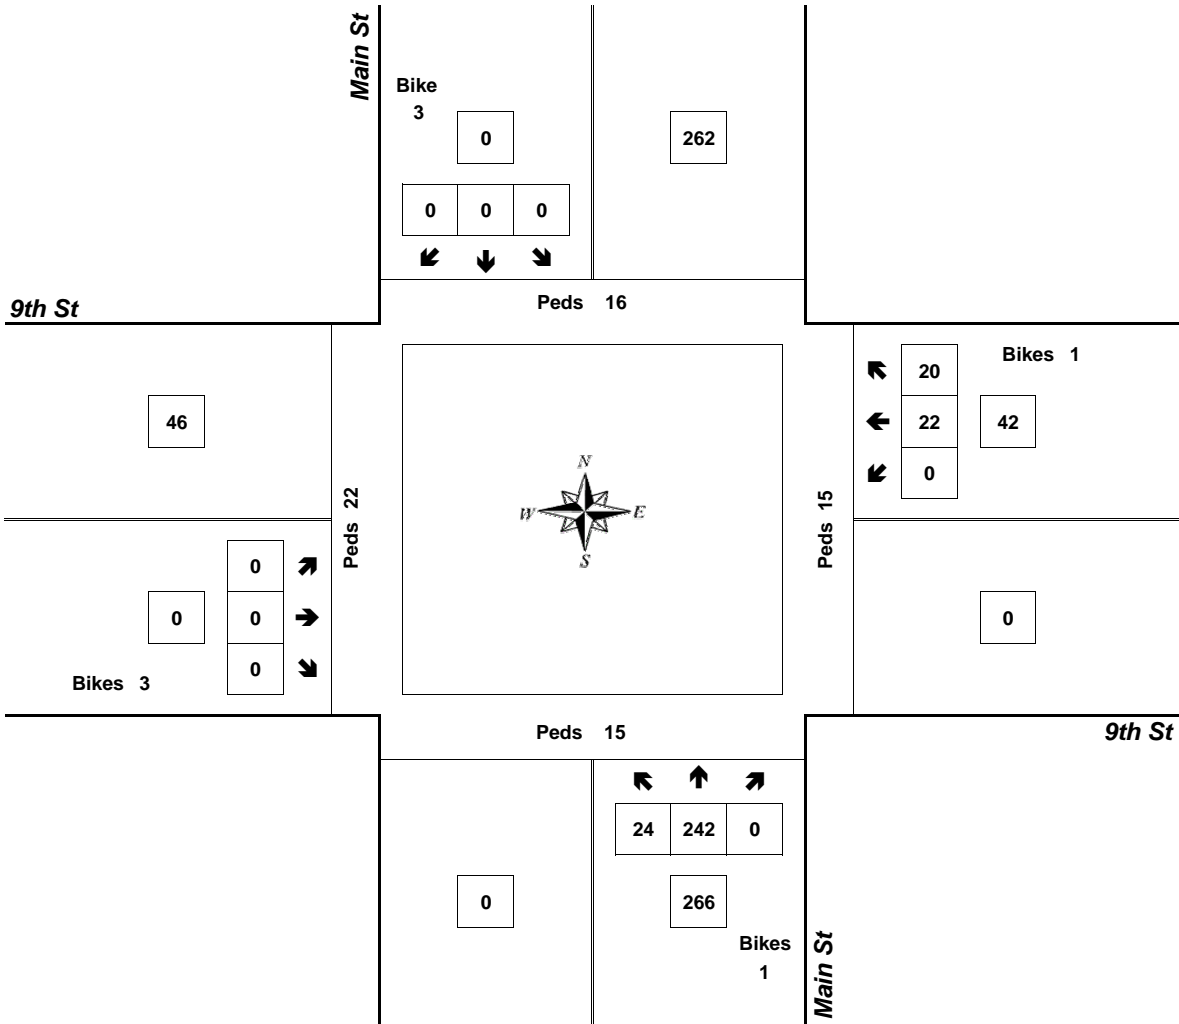 Main St
Bike
3
0
262
0 0 0
Peds 16
9th St
20
Bikes 1
46
22
42
0
N
W E
S
Peds 22
Peds 15
0
0
0
0
0
Bikes 3
Peds 15
9th St
24 242 0
0
266
Bikes
1
Main St